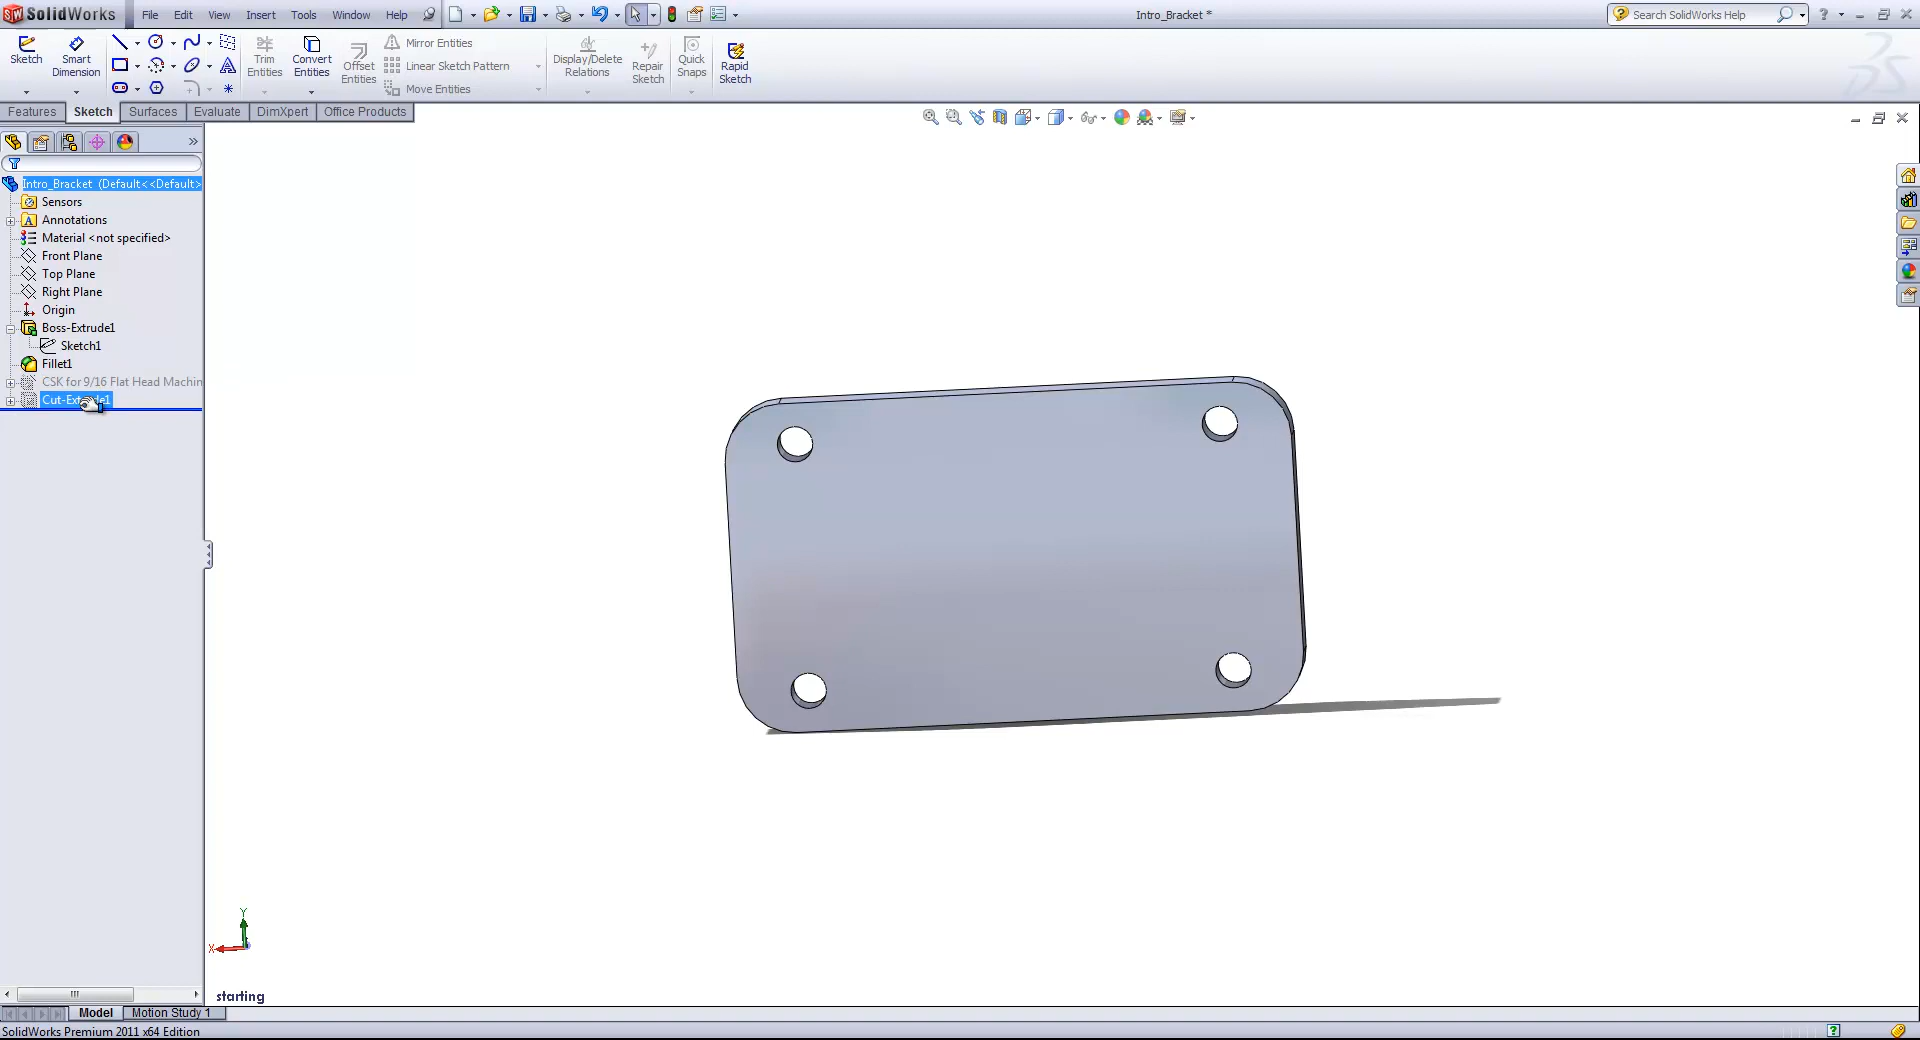 SolidWorks File Edit View Insert Tools Window Help Intro_Bracket * Search SolidWorks Help
Sketch Smart Dimension Trim Entities Convert Entities Offset Entities Mirror Entities Linear Sketch Pattern Move Entities Display/Delete Relations Repair Sketch Quick Snaps Rapid Sketch
Features Sketch Surfaces Evaluate DimXpert Office Products
Intro_Bracket (Default<<Default>
Sensors
Annotations
Material <not specified>
Front Plane
Top Plane
Right Plane
Origin
Boss-Extrude1
Sketch1
Fillet1
CSK for 9/16 Flat Head Machin
Cut-Extrude1
Y
X
starting
Model Motion Study 1
SolidWorks Premium 2011 x64 Edition